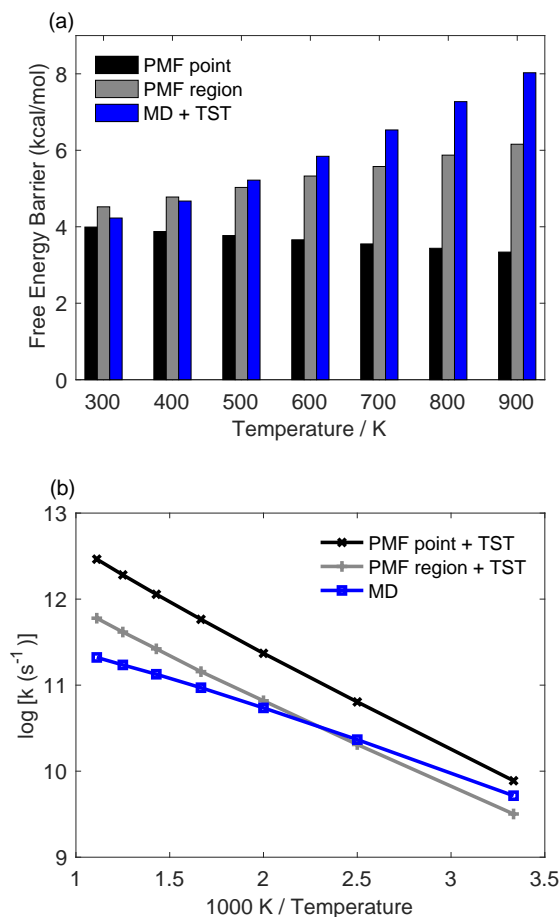 (a)
Free Energy Barrier (kcal/mol)
8
6
4
2
0
PMF point
PMF region
MD + TST
300 400 500 600 700 800 900
Temperature / K
(b)
log [k (s⁻¹ )]
13
12
11
10
9
PMF point + TST
PMF region + TST
MD
1 1.5 2 2.5 3 3.5
1000 K / Temperature